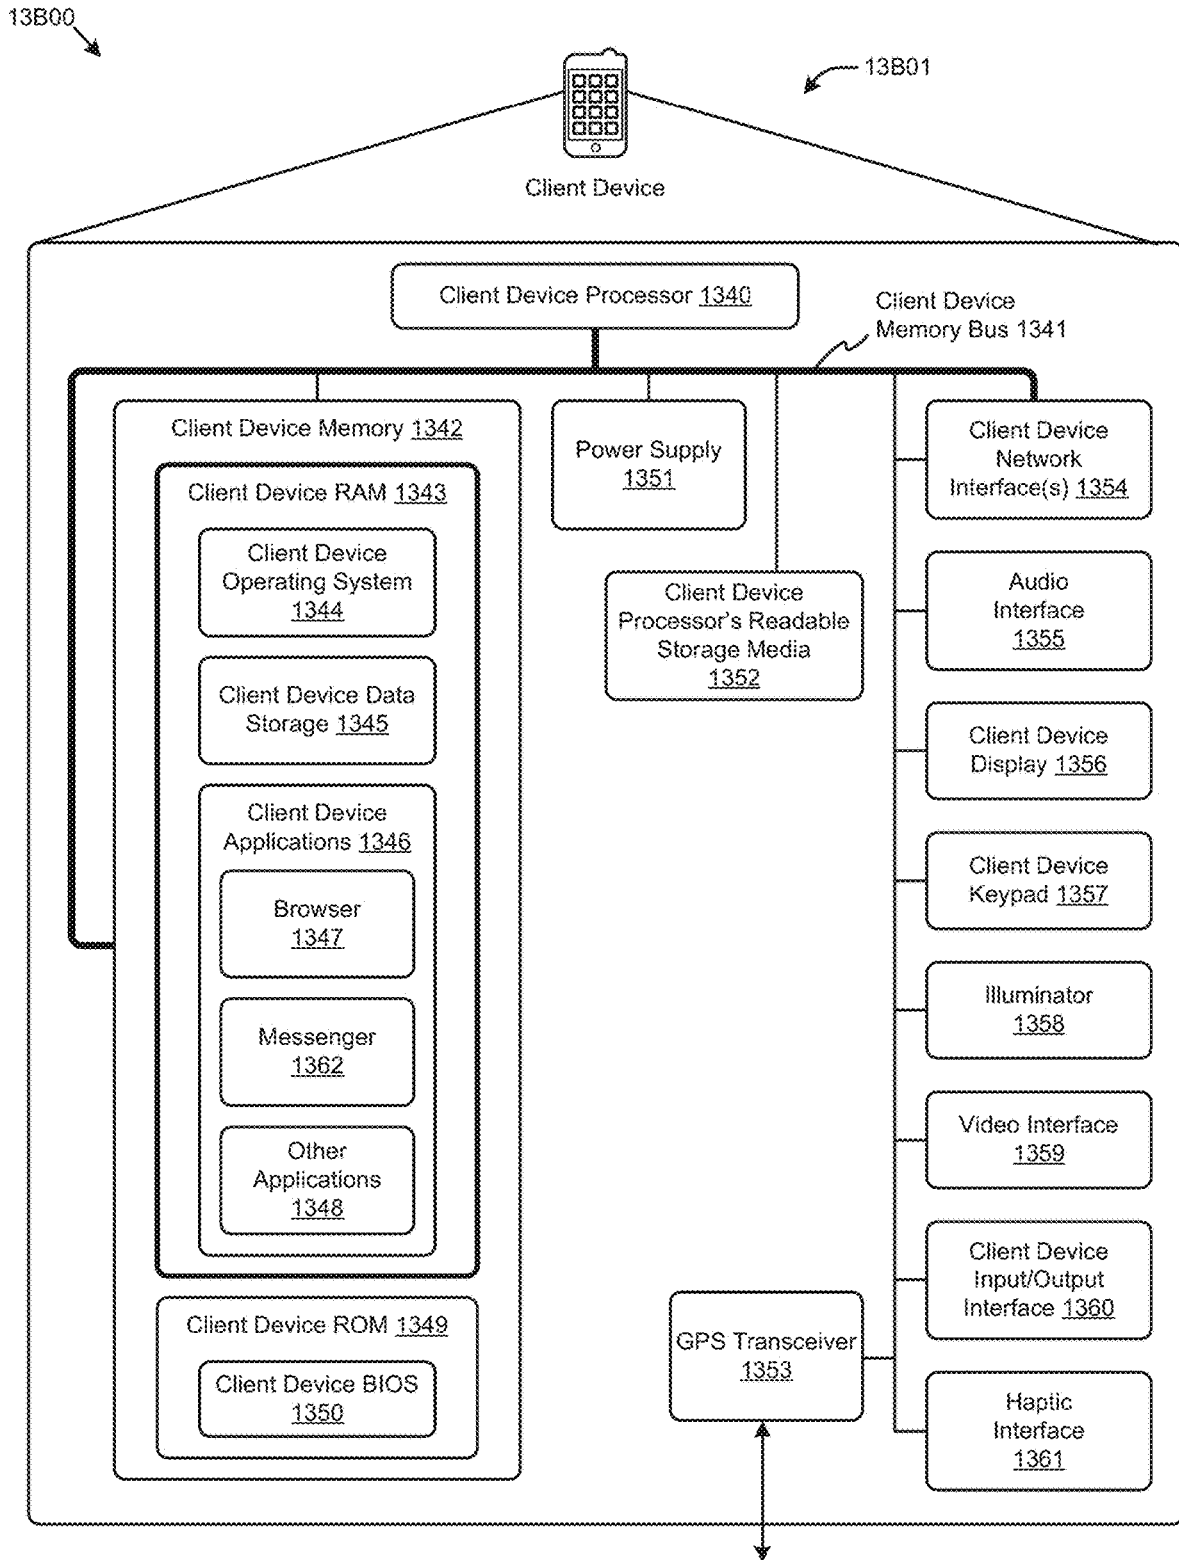 13B00
13B01
Client Device
Client Device Processor 1340
Client Device
Memory Bus 1341
Client Device Memory 1342
Client Device RAM 1343
Client Device
Operating System
1344
Client Device Data
Storage 1345
Client Device
Applications 1346
Browser
1347
Messenger
1362
Other
Applications
1348
Client Device ROM 1349
Client Device BIOS
1350
Power Supply
1351
Client Device
Processor's Readable
Storage Media
1352
GPS Transceiver
1353
Client Device
Network
Interface(s) 1354
Audio
Interface
1355
Client Device
Display 1356
Client Device
Keypad 1357
Illuminator
1358
Video Interface
1359
Client Device
Input/Output
Interface 1360
Haptic
Interface
1361